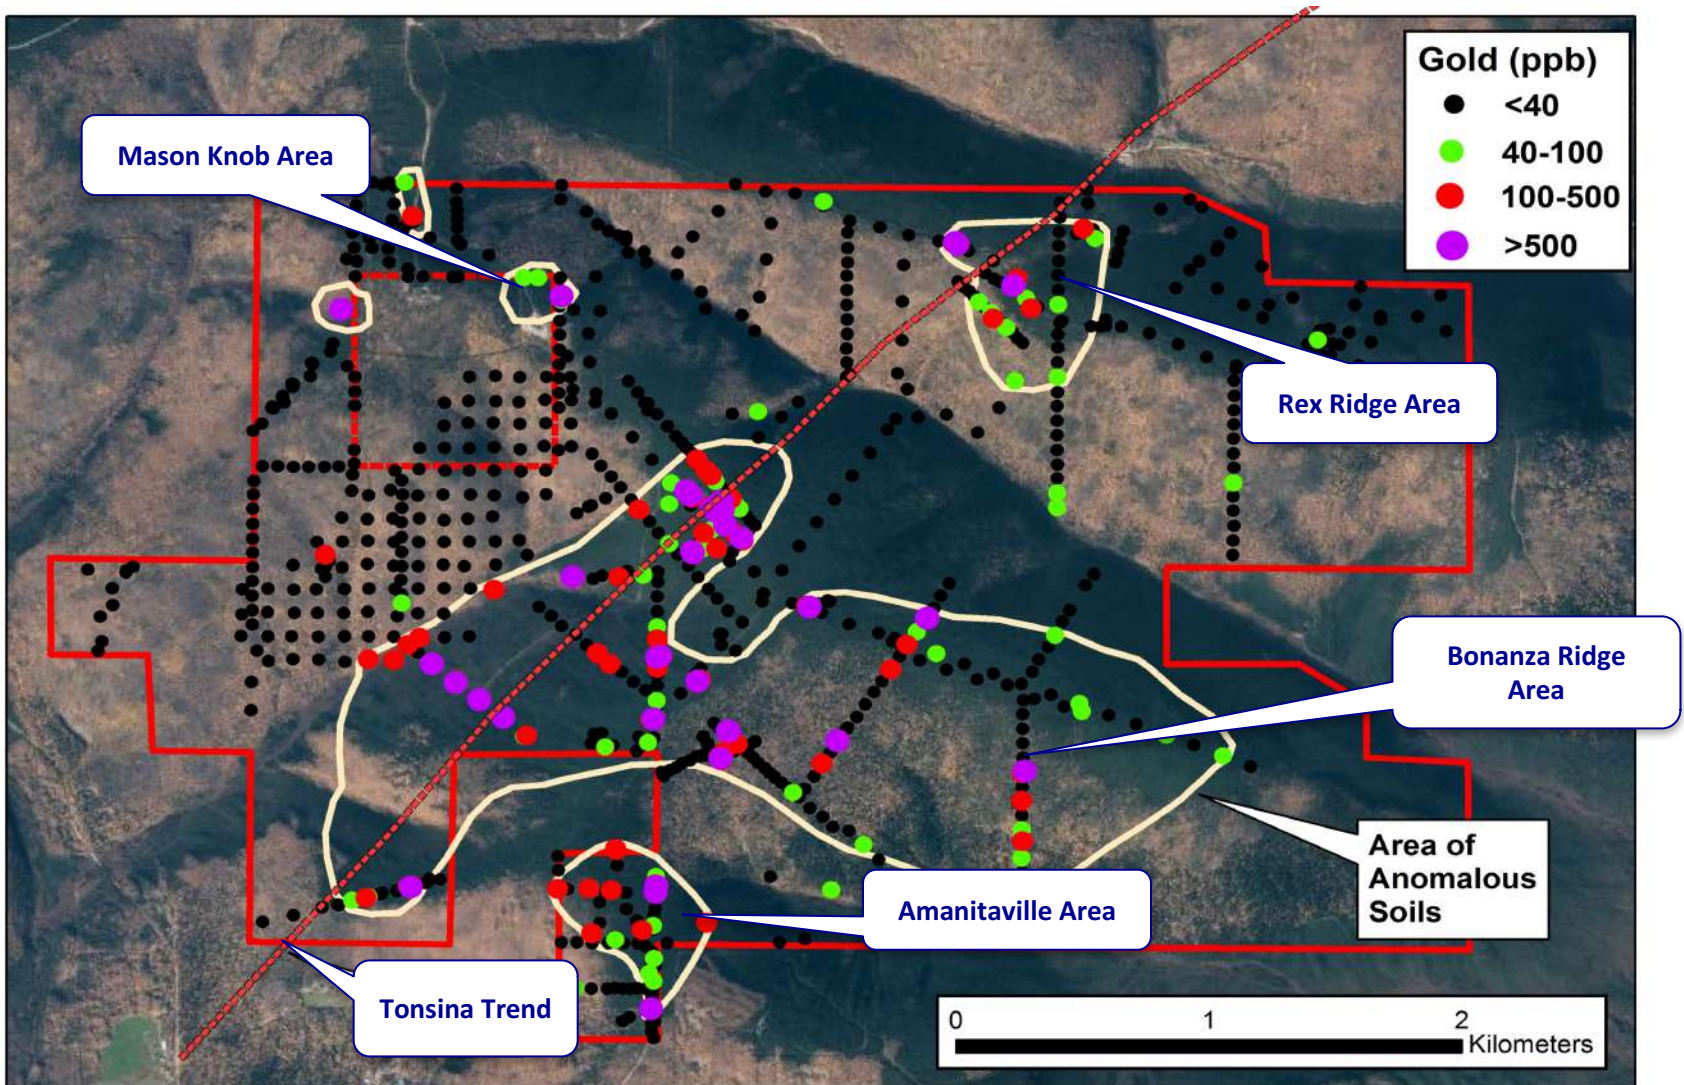 Gold (ppb)
<40
40-100
100-500
>500
Mason Knob Area
Rex Ridge Area
Bonanza Ridge
Area
Area of
Anomalous
Soils
Amanitaville Area
Tonsina Trend
0 1 2
Kilometers